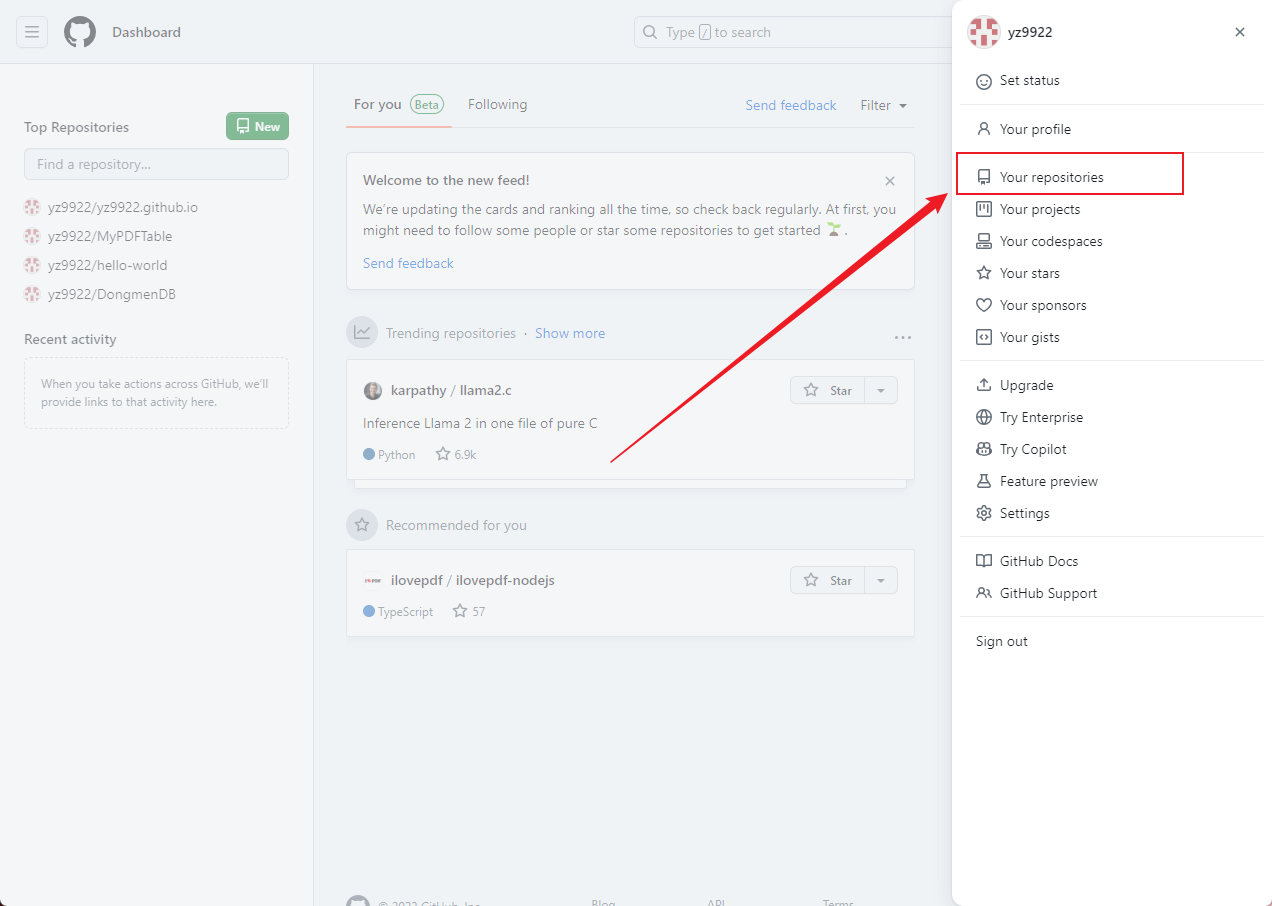 Dashboard
Type / to search
Top Repositories
New
Find a repository...
yz9922/yz9922.github.io
yz9922/MyPDFTable
yz9922/hello-world
yz9922/DongmenDB
Recent activity
When you take actions across GitHub, we’ll
provide links to that activity here.
For you Beta Following
Send feedback Filter
Welcome to the new feed!
We’re updating the cards and ranking all the time, so check back regularly. At first, you
might need to follow some people or star some repositories to get started .
Send feedback
Trending repositories · Show more
karpathy / llama2.c
Star
Inference Llama 2 in one file of pure C
Python 6.9k
Recommended for you
ilovepdf / ilovepdf-nodejs
Star
TypeScript 57
Blog API Terms
yz9922
Set status
Your profile
Your repositories
Your projects
Your codespaces
Your stars
Your sponsors
Your gists
Upgrade
Try Enterprise
Try Copilot
Feature preview
Settings
GitHub Docs
GitHub Support
Sign out